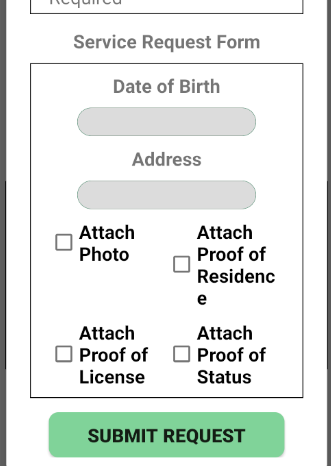 Required
Service Request Form
Date of Birth
Address
Attach
Photo
Attach
Proof of
Residenc
e
Attach
Proof of
License
Attach
Proof of
Status
SUBMIT REQUEST